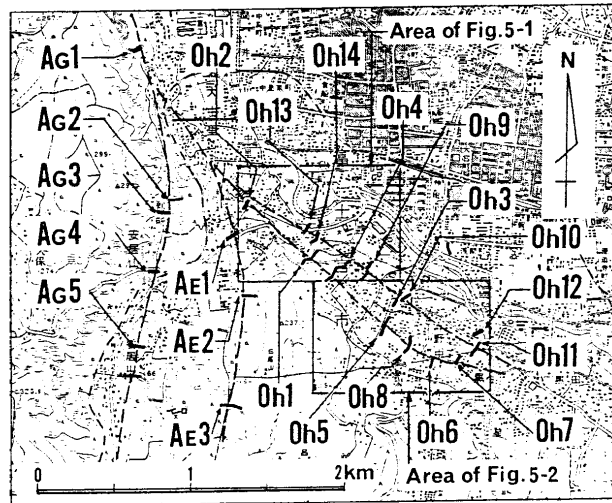 Area of Fig.5-1
AG1
Oh2
Oh14
N
Oh13
Oh4
Oh9
AG2
AG3
Oh3
AG4
Oh10
AG5
AE1
Oh12
AE2
Oh11
Oh1
Oh8
AE3
Oh5
Oh6
Oh7
0
1
2km
Area of Fig.5-2